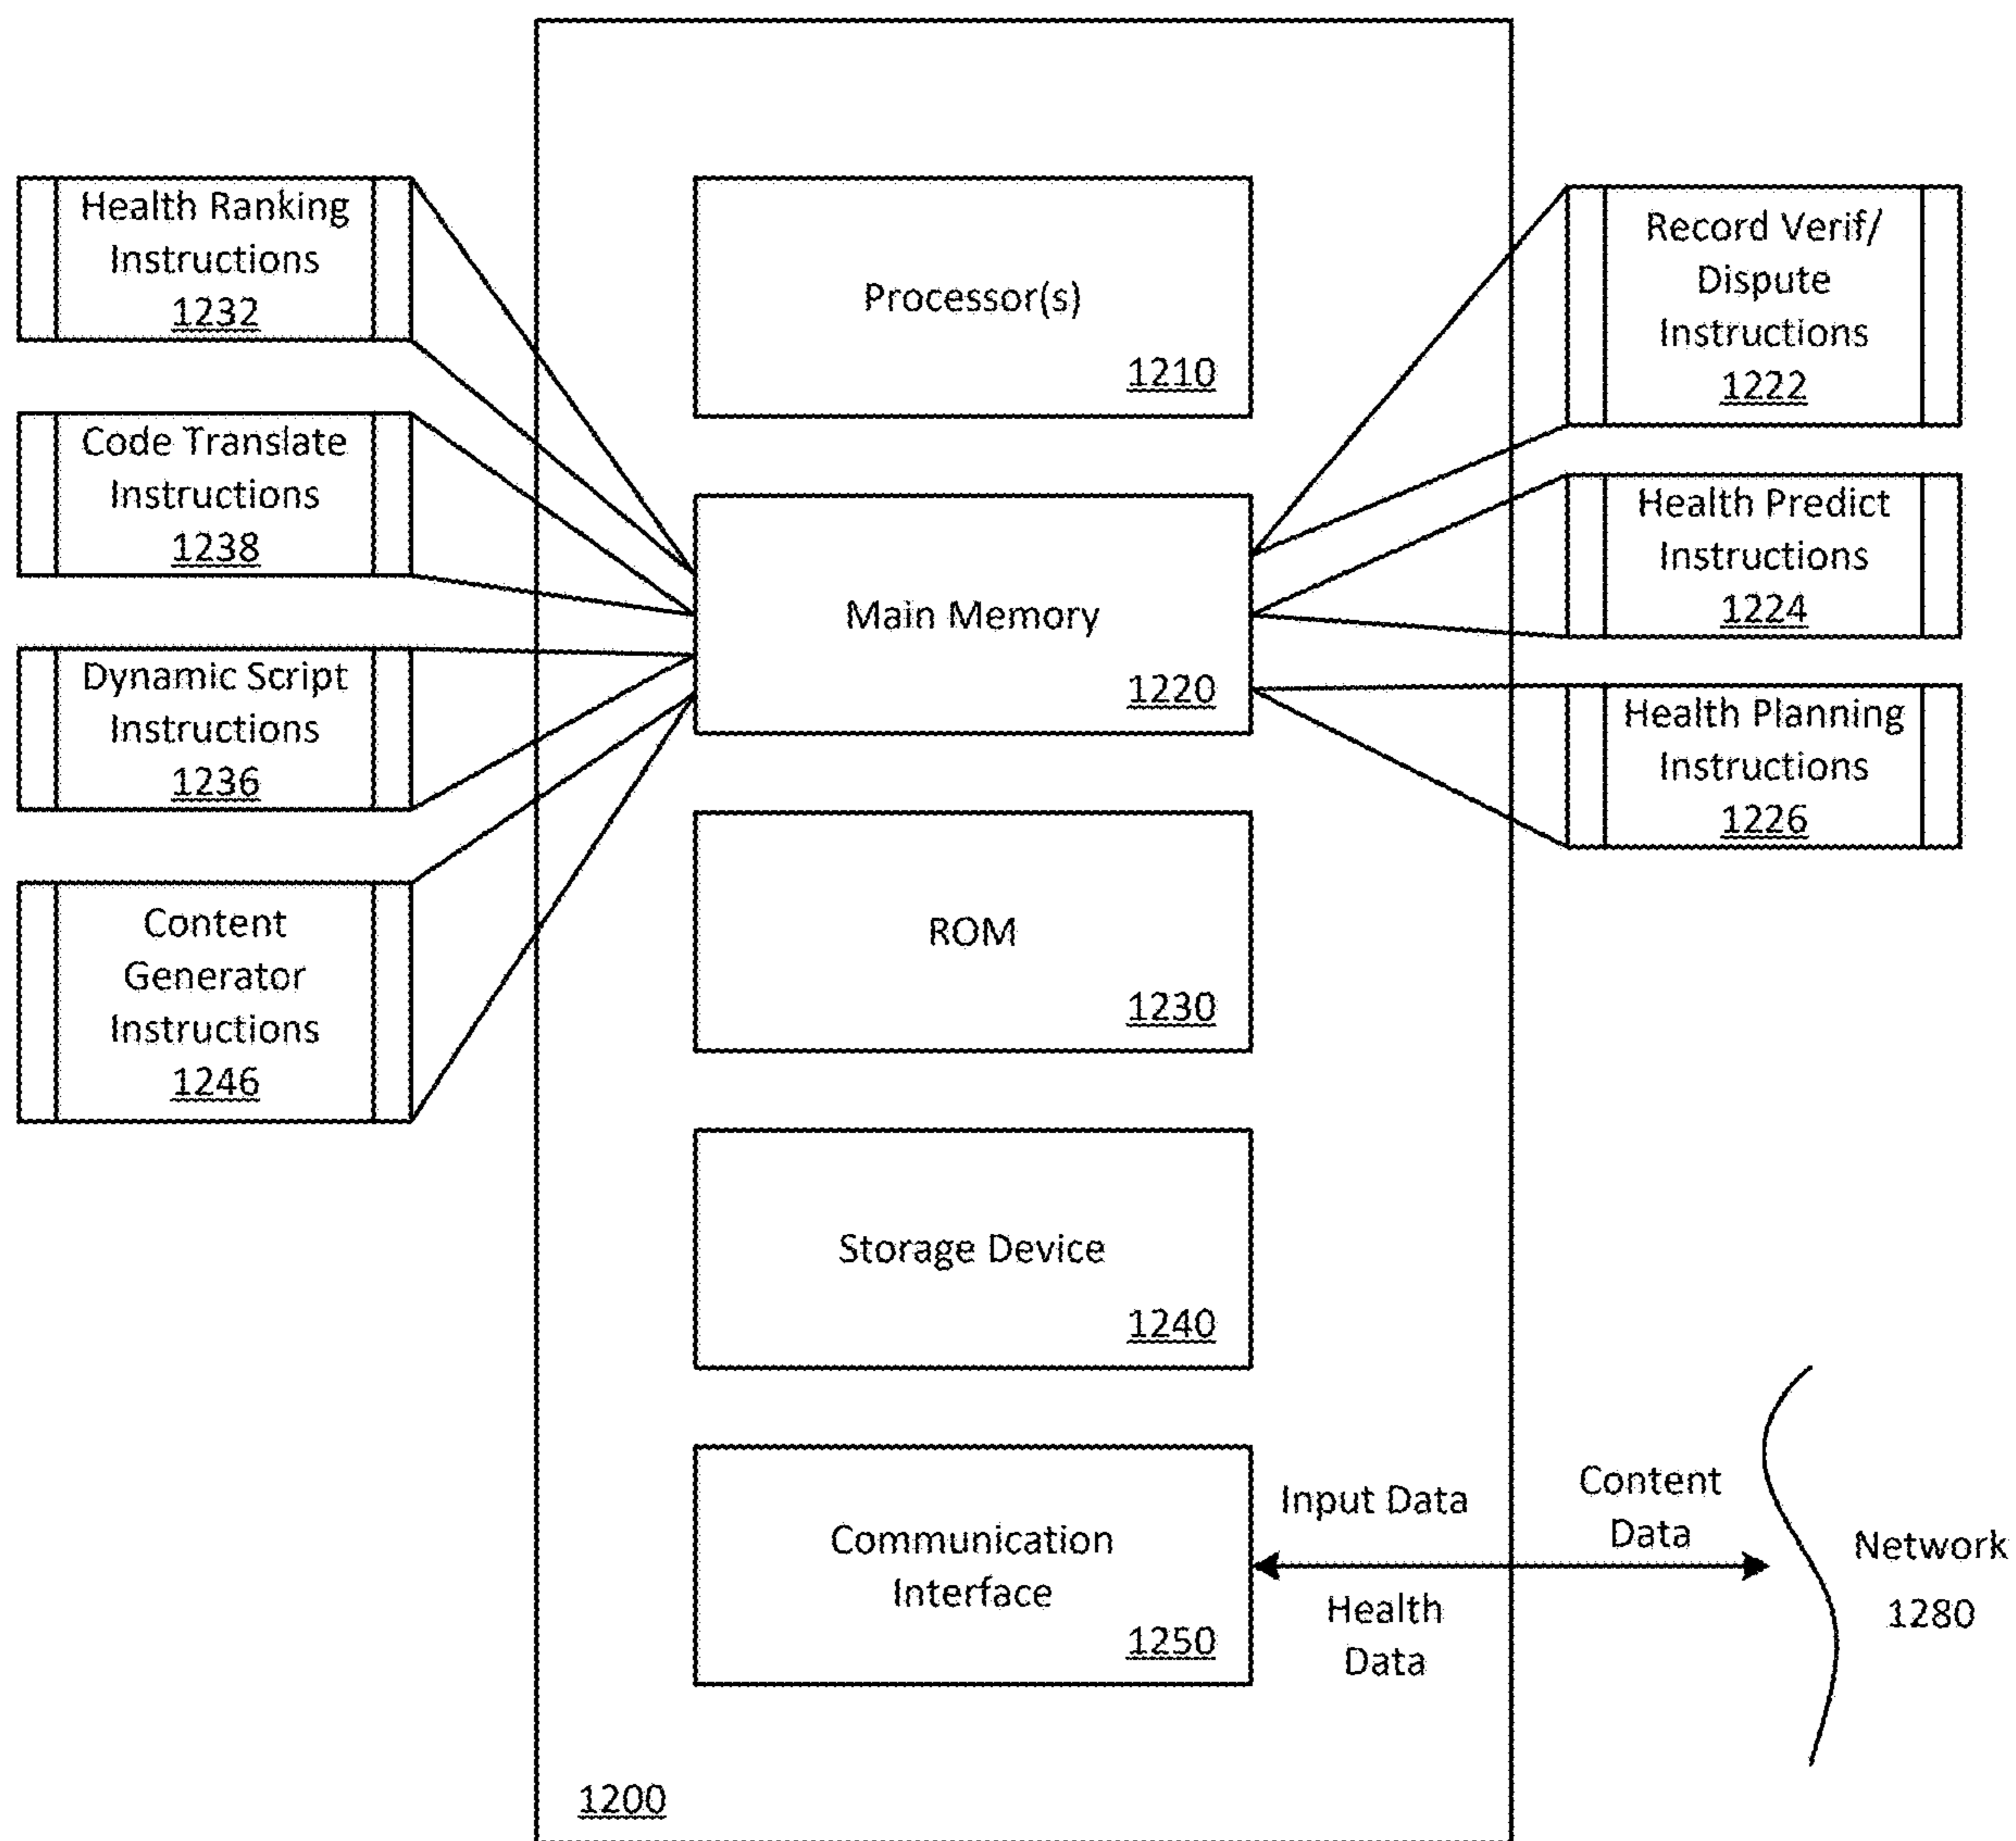 Health Ranking
Instructions
1232
Code Translate
Instructions
1238
Dynamic Script
Instructions
1236
Content
Generator
Instructions
1246
Processor(s)
1210
Main Memory
1220
ROM
1230
Storage Device
1240
Communication
Interface
1250
1200
Record Verif/
Dispute
Instructions
1222
Health Predict
Instructions
1224
Health Planning
Instructions
1226
Input Data
Health
Data
Content
Data
Network
1280